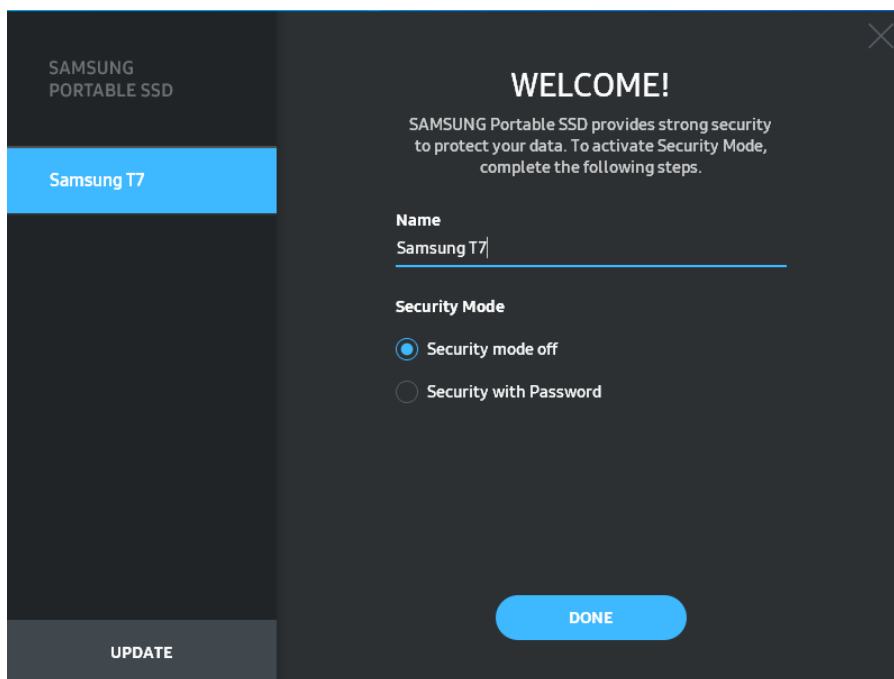 SAMSUNG
PORTABLE SSD
Samsung T7
UPDATE
WELCOME!
SAMSUNG Portable SSD provides strong security
to protect your data. To activate Security Mode,
complete the following steps.
Name
Samsung T7
Security Mode
Security mode off
Security with Password
DONE